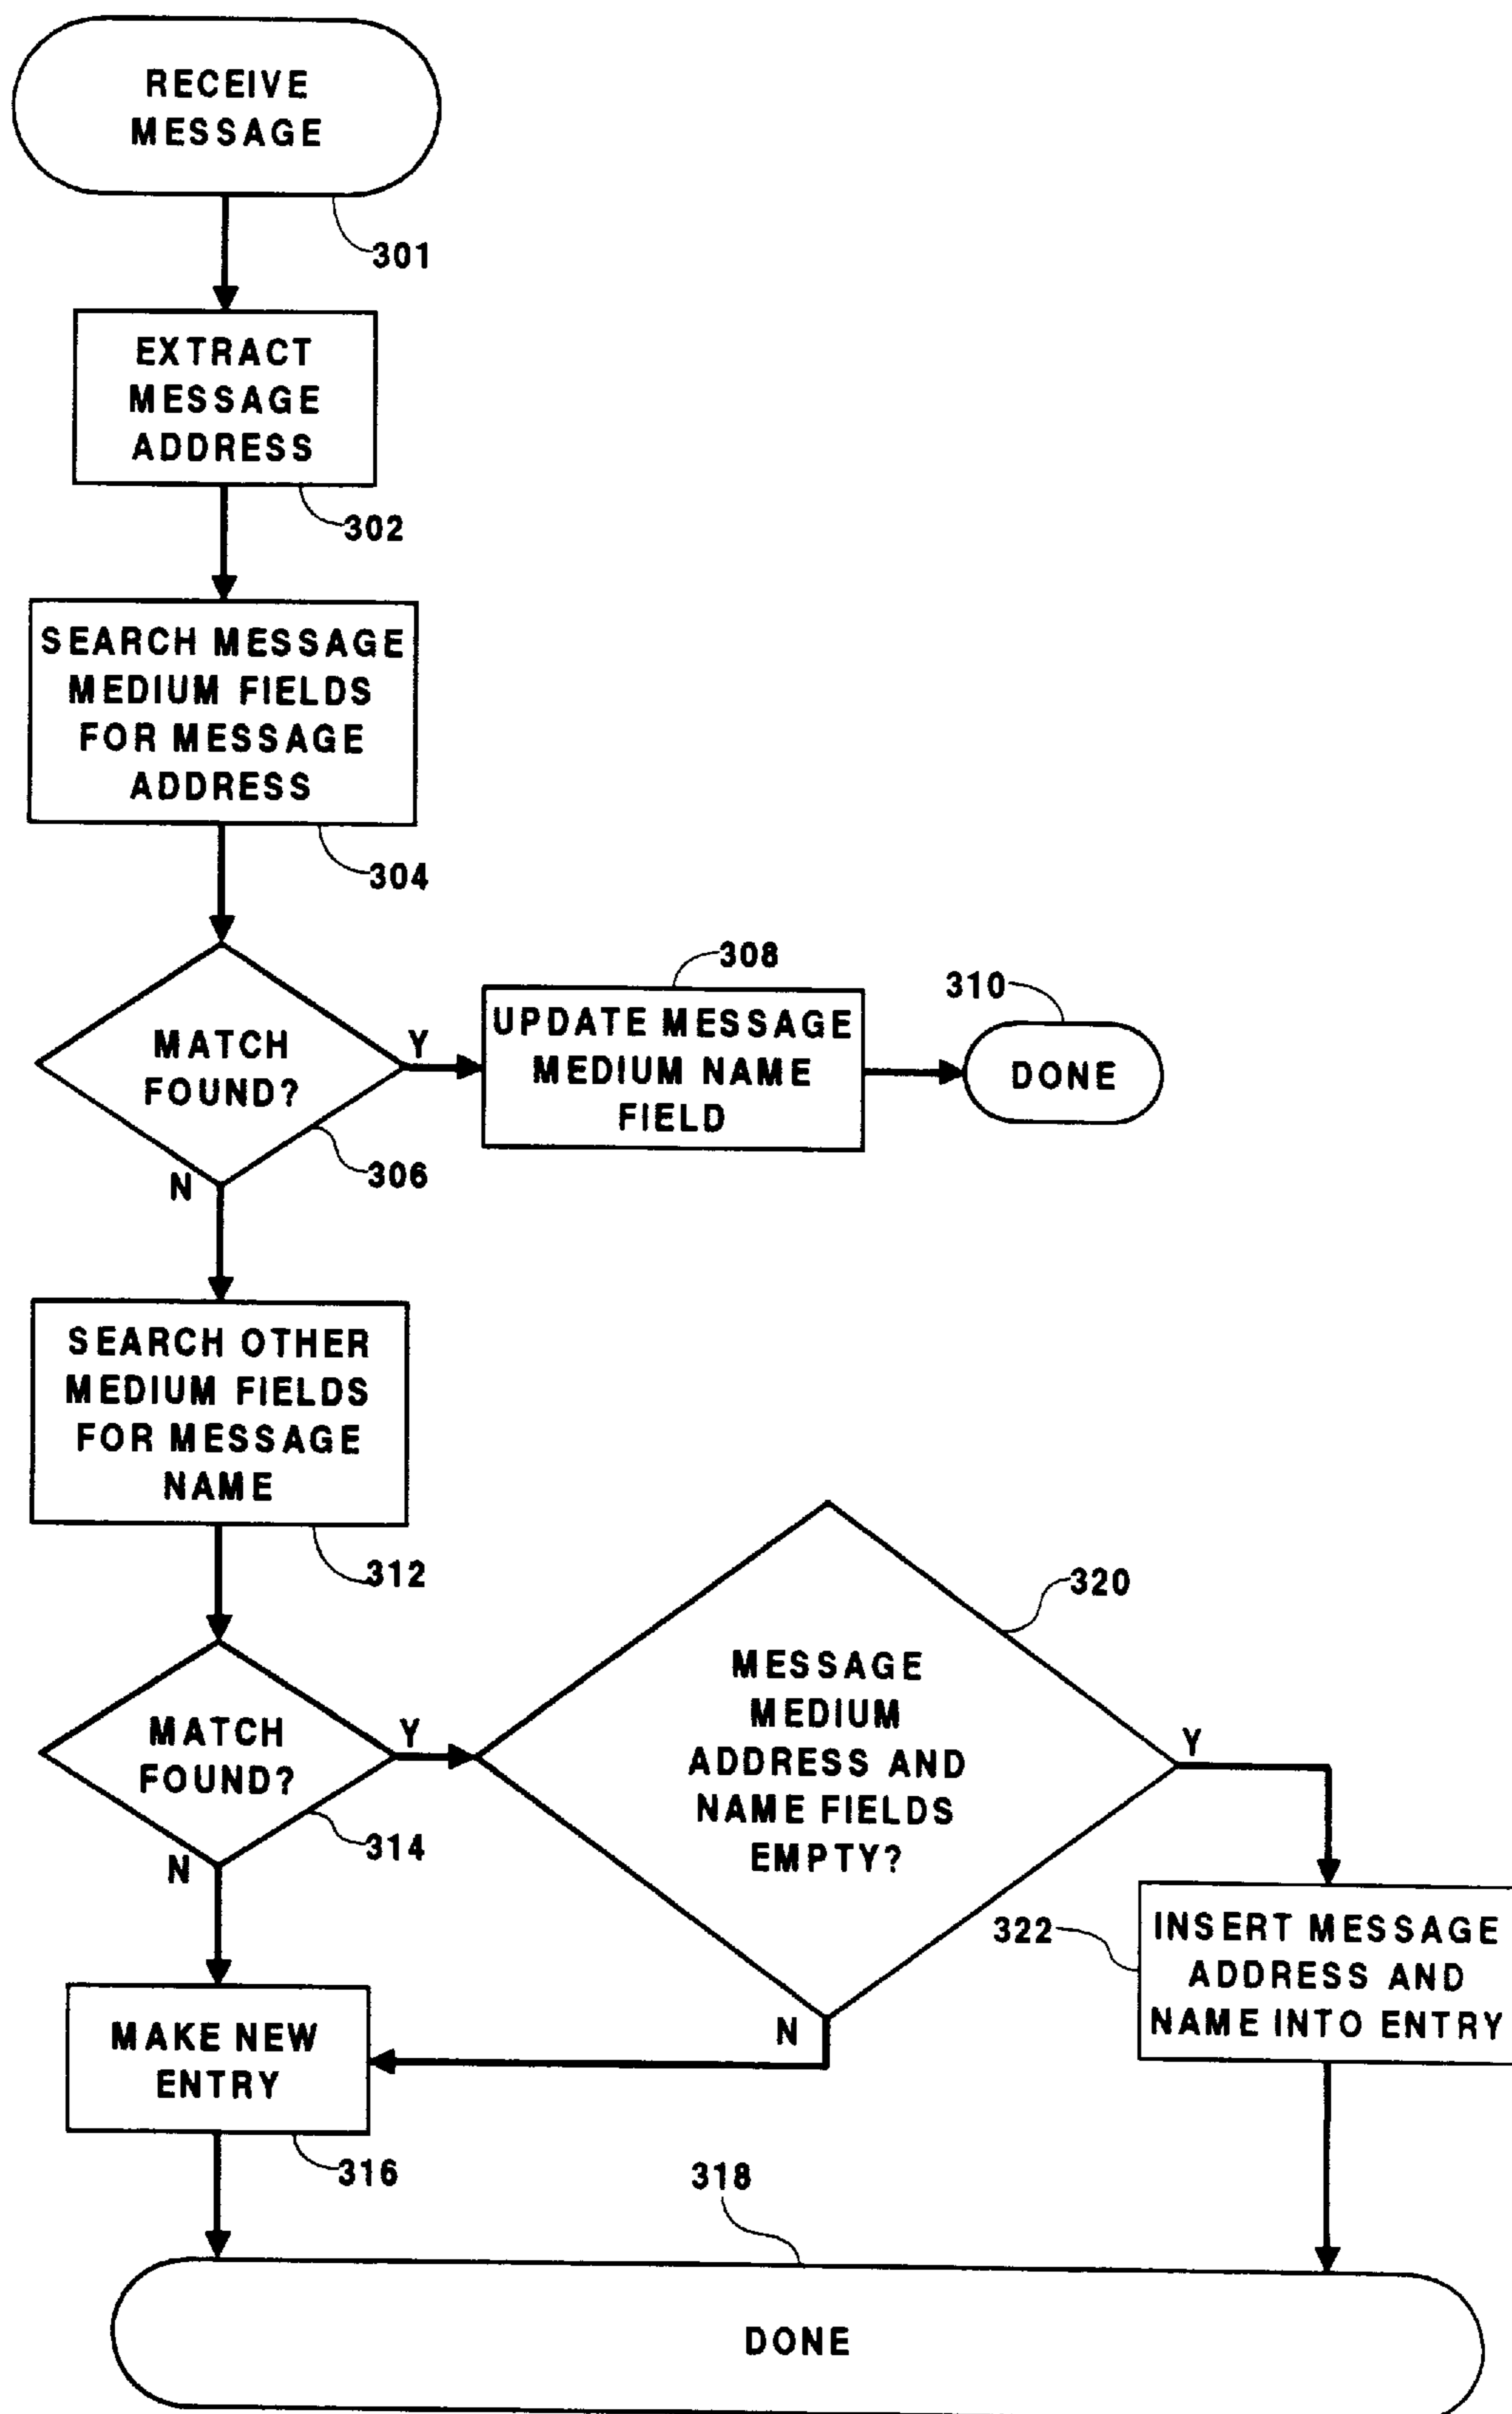 RECEIVE
MESSAGE
301
EXTRACT
MESSAGE
ADDRESS
302
SEARCH MESSAGE
MEDIUM FIELDS
FOR MESSAGE
ADDRESS
304
MATCH
FOUND?
Y
N
306
308
UPDATE MESSAGE
MEDIUM NAME
FIELD
310
DONE
SEARCH OTHER
MEDIUM FIELDS
FOR MESSAGE
NAME
312
MATCH
FOUND?
Y
N
314
320
MESSAGE
MEDIUM
ADDRESS AND
NAME FIELDS
EMPTY?
Y
N
322
INSERT MESSAGE
ADDRESS AND
NAME INTO ENTRY
MAKE NEW
ENTRY
316
318
DONE